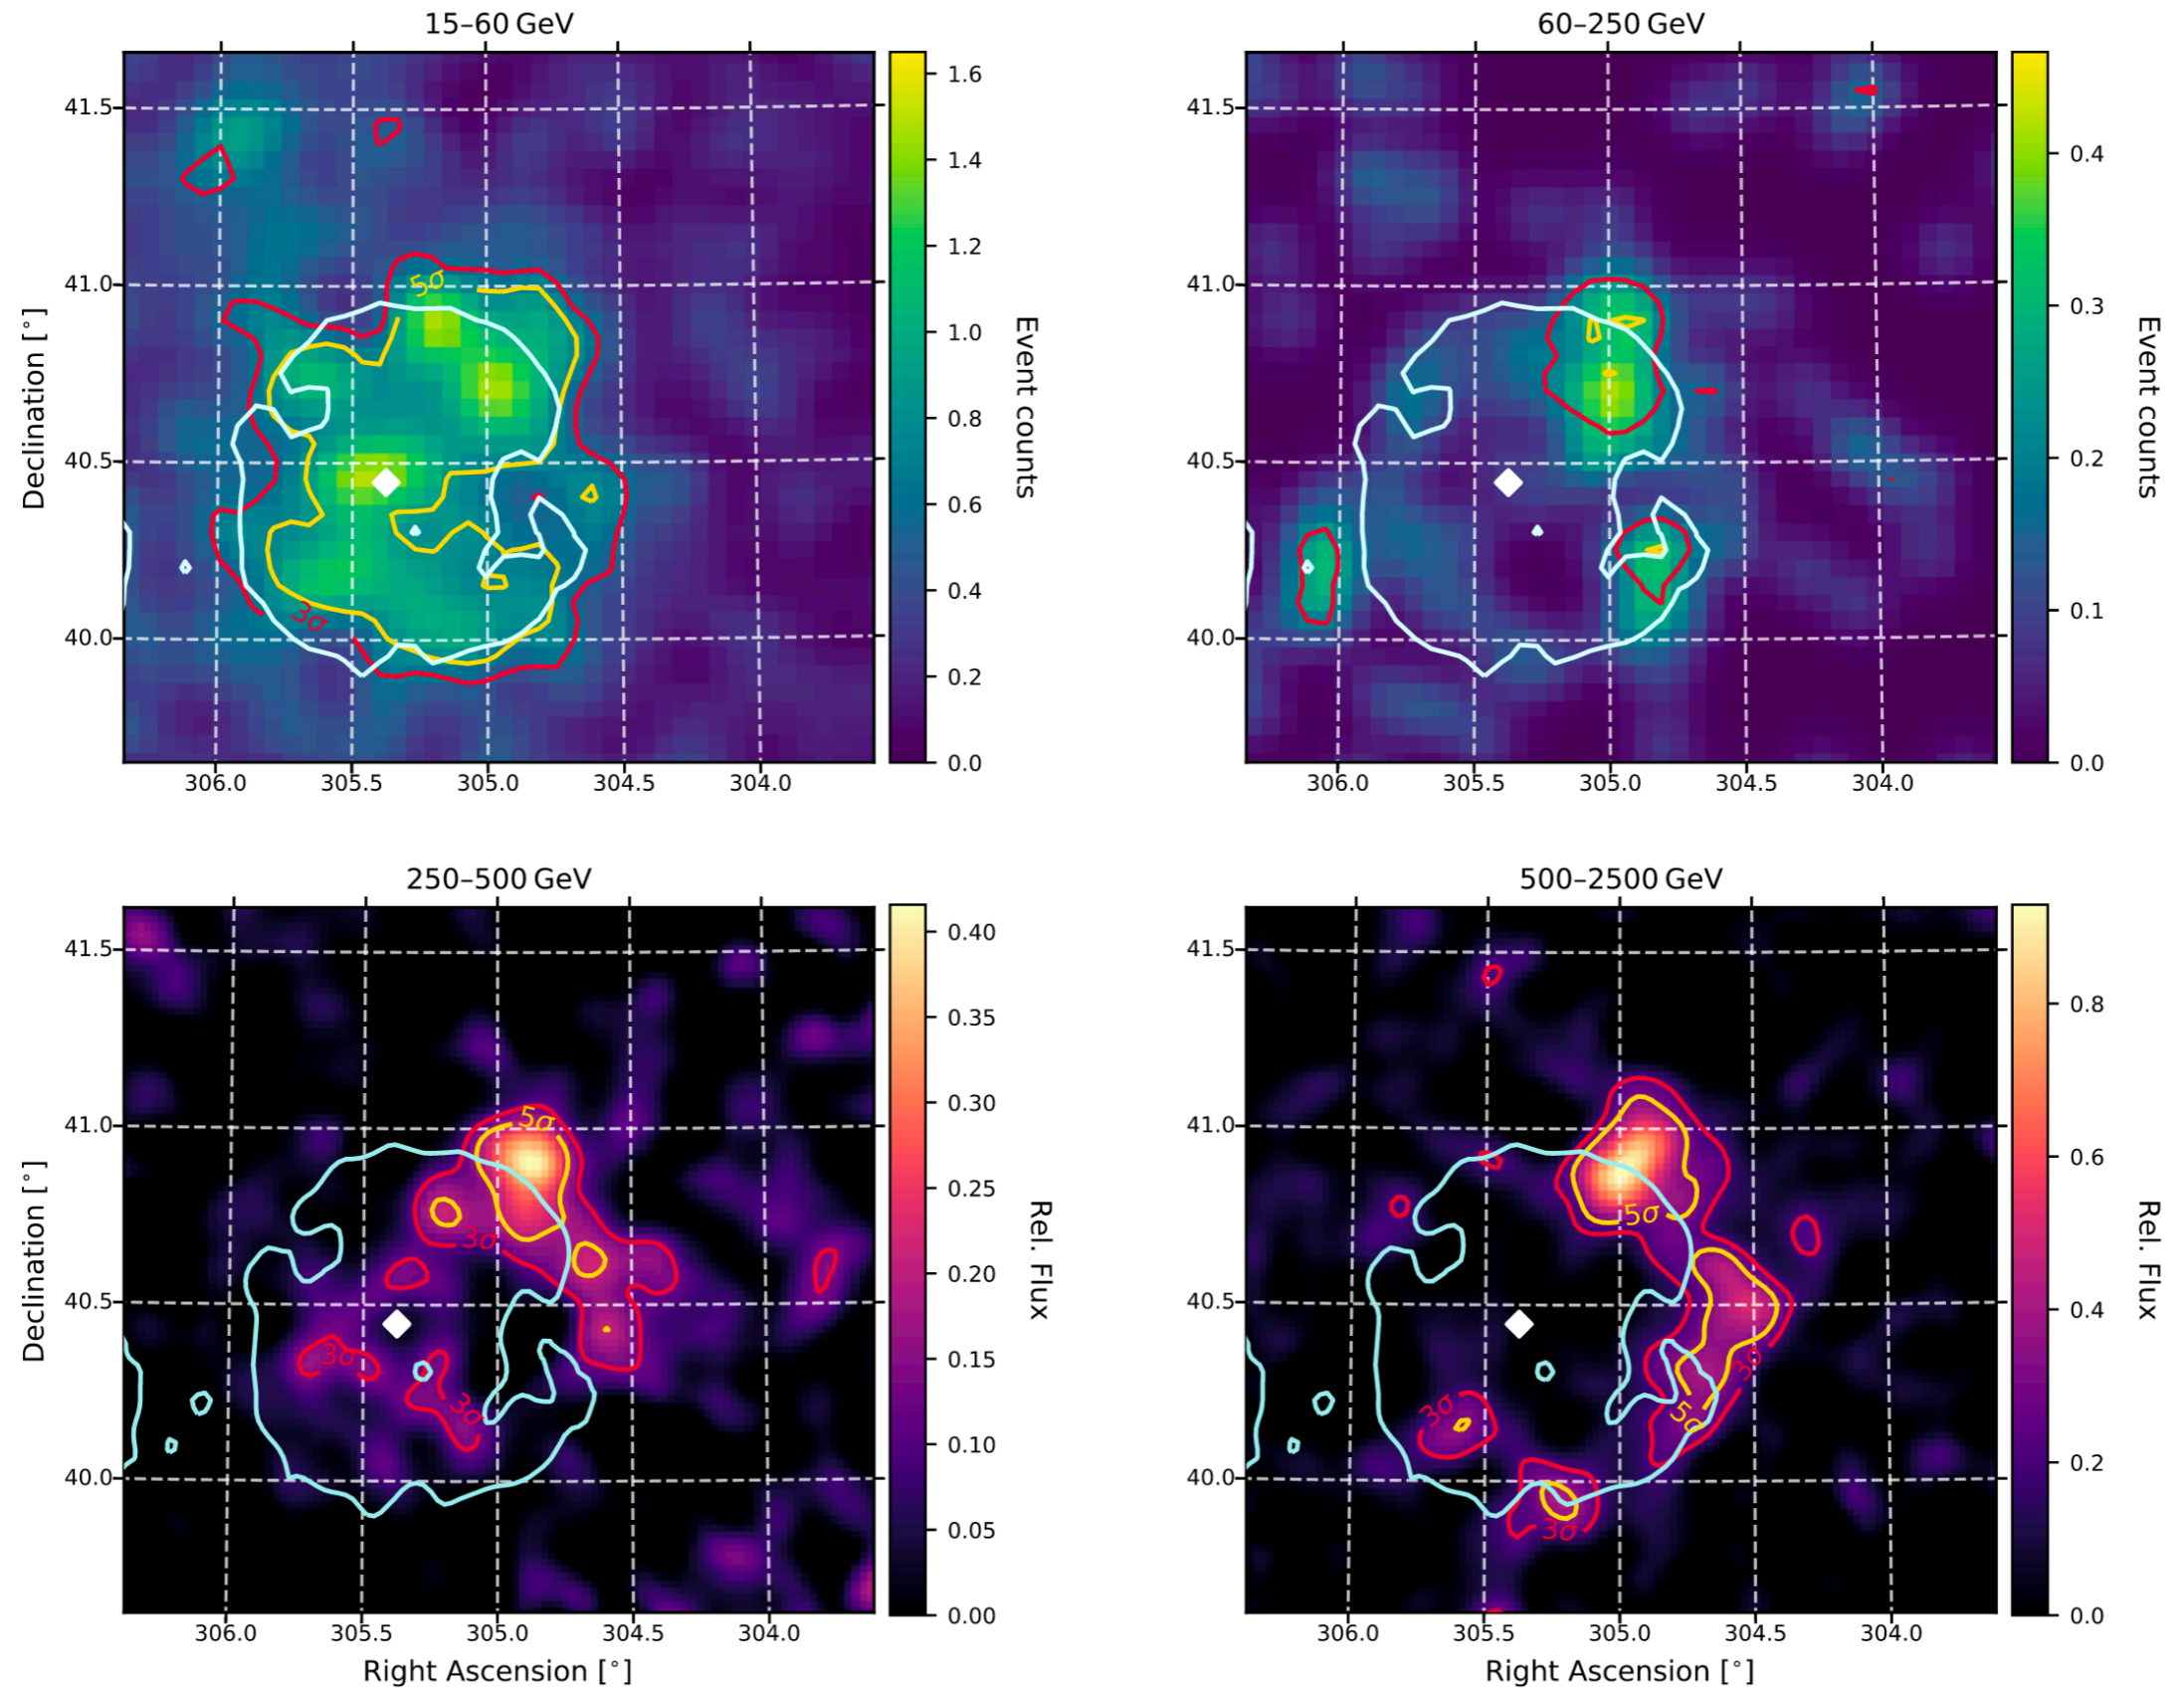 15–60 GeV
41.5
41.0
40.5
40.0
Declination [°]
306.0 305.5 305.0 304.5 304.0
5σ
3σ
1.6
1.4
1.2
1.0
0.8
0.6
0.4
0.2
0.0
Event counts
60–250 GeV
41.5
41.0
40.5
40.0
306.0 305.5 305.0 304.5 304.0
0.4
0.3
0.2
0.1
0.0
Event counts
250–500 GeV
41.5
41.0
40.5
40.0
Declination [°]
5σ
3σ
3σ
3σ
306.0 305.5 305.0 304.5 304.0
Right Ascension [°]
0.40
0.35
0.30
0.25
0.20
0.15
0.10
0.05
0.00
Rel. Flux
500–2500 GeV
41.5
41.0
40.5
40.0
5σ
3σ
5σ
3σ
3σ
306.0 305.5 305.0 304.5 304.0
Right Ascension [°]
0.8
0.6
0.4
0.2
0.0
Rel. Flux